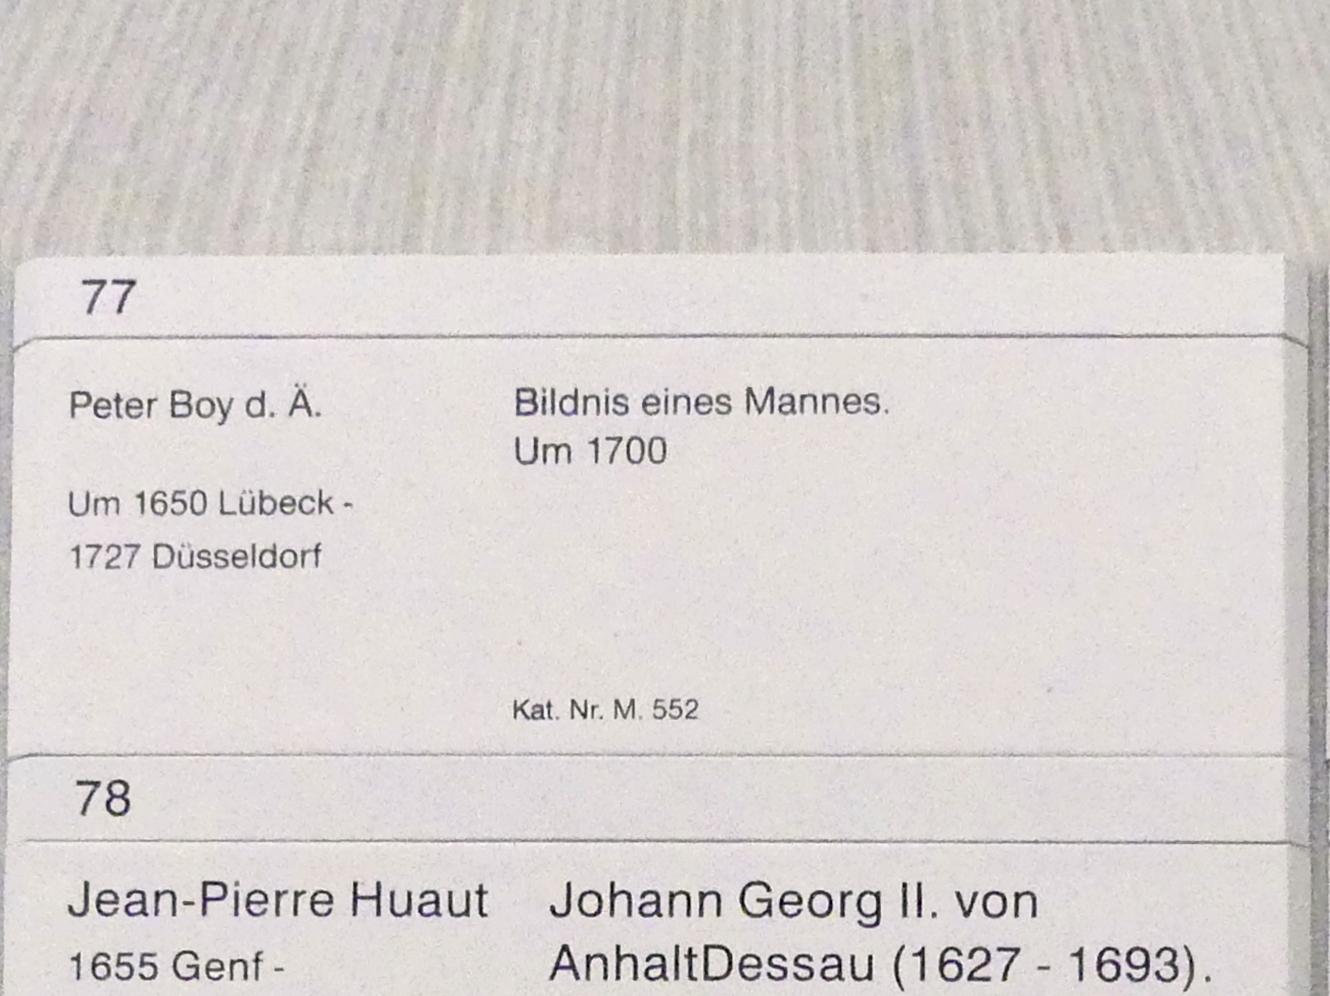 77
Peter Boy d. Ä.
Um 1650 Lübeck -
1727 Düsseldorf
Bildnis eines Mannes.
Um 1700
Kat. Nr. M. 552
78
Jean-Pierre Huaut
1655 Genf -
Johann Georg II. von
AnhaltDessau (1627 - 1693).